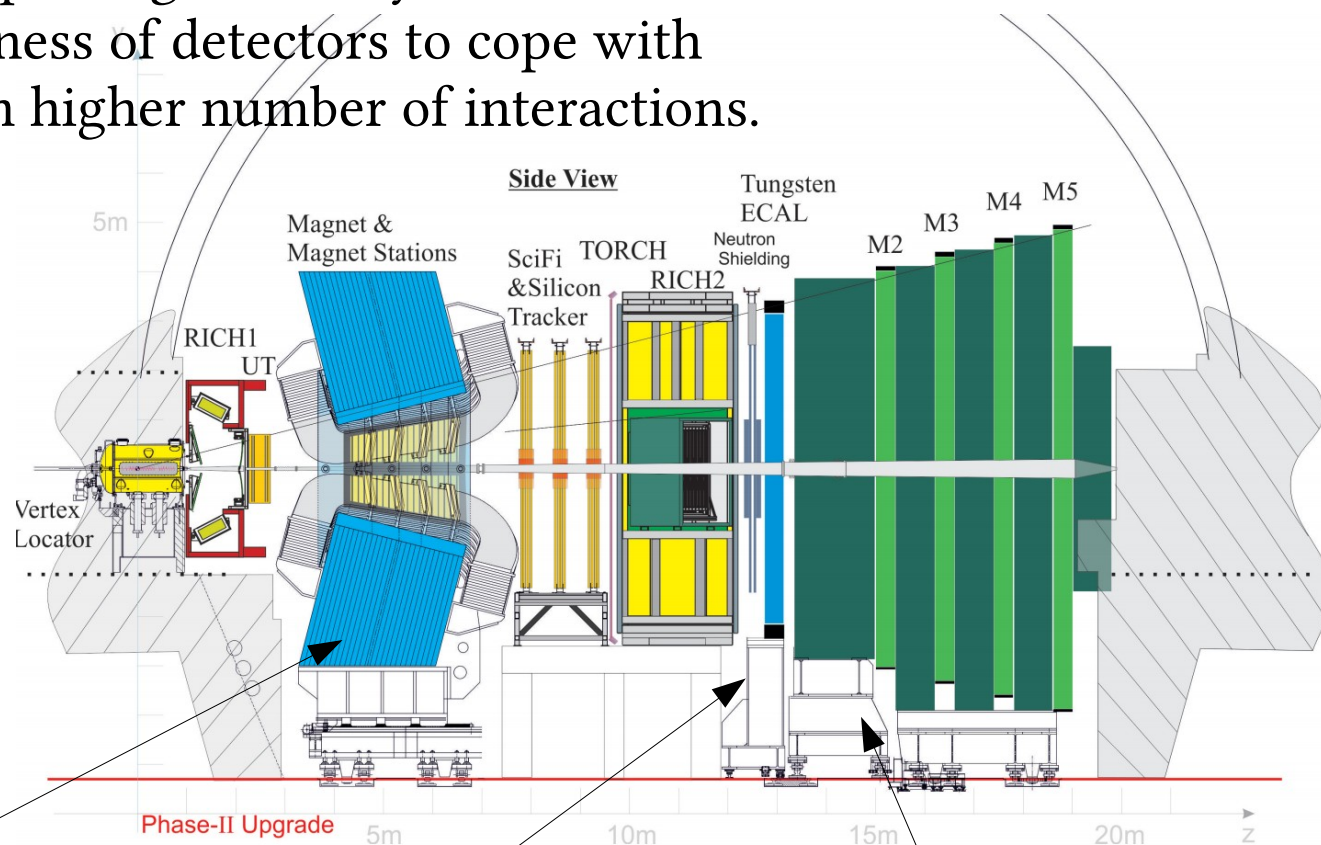 ness of detectors to cope with
higher number of interactions.
Side View
Tungsten
ECAL
Neutron
Shielding
M2
M3
M4
M5
5m
Magnet &
Magnet Stations
SciFi
&Silicon
Tracker
TORCH
RICH2
RICH1
UT
Vertex
Locator
Phase-II Upgrade
5m
10m
15m
20m
z